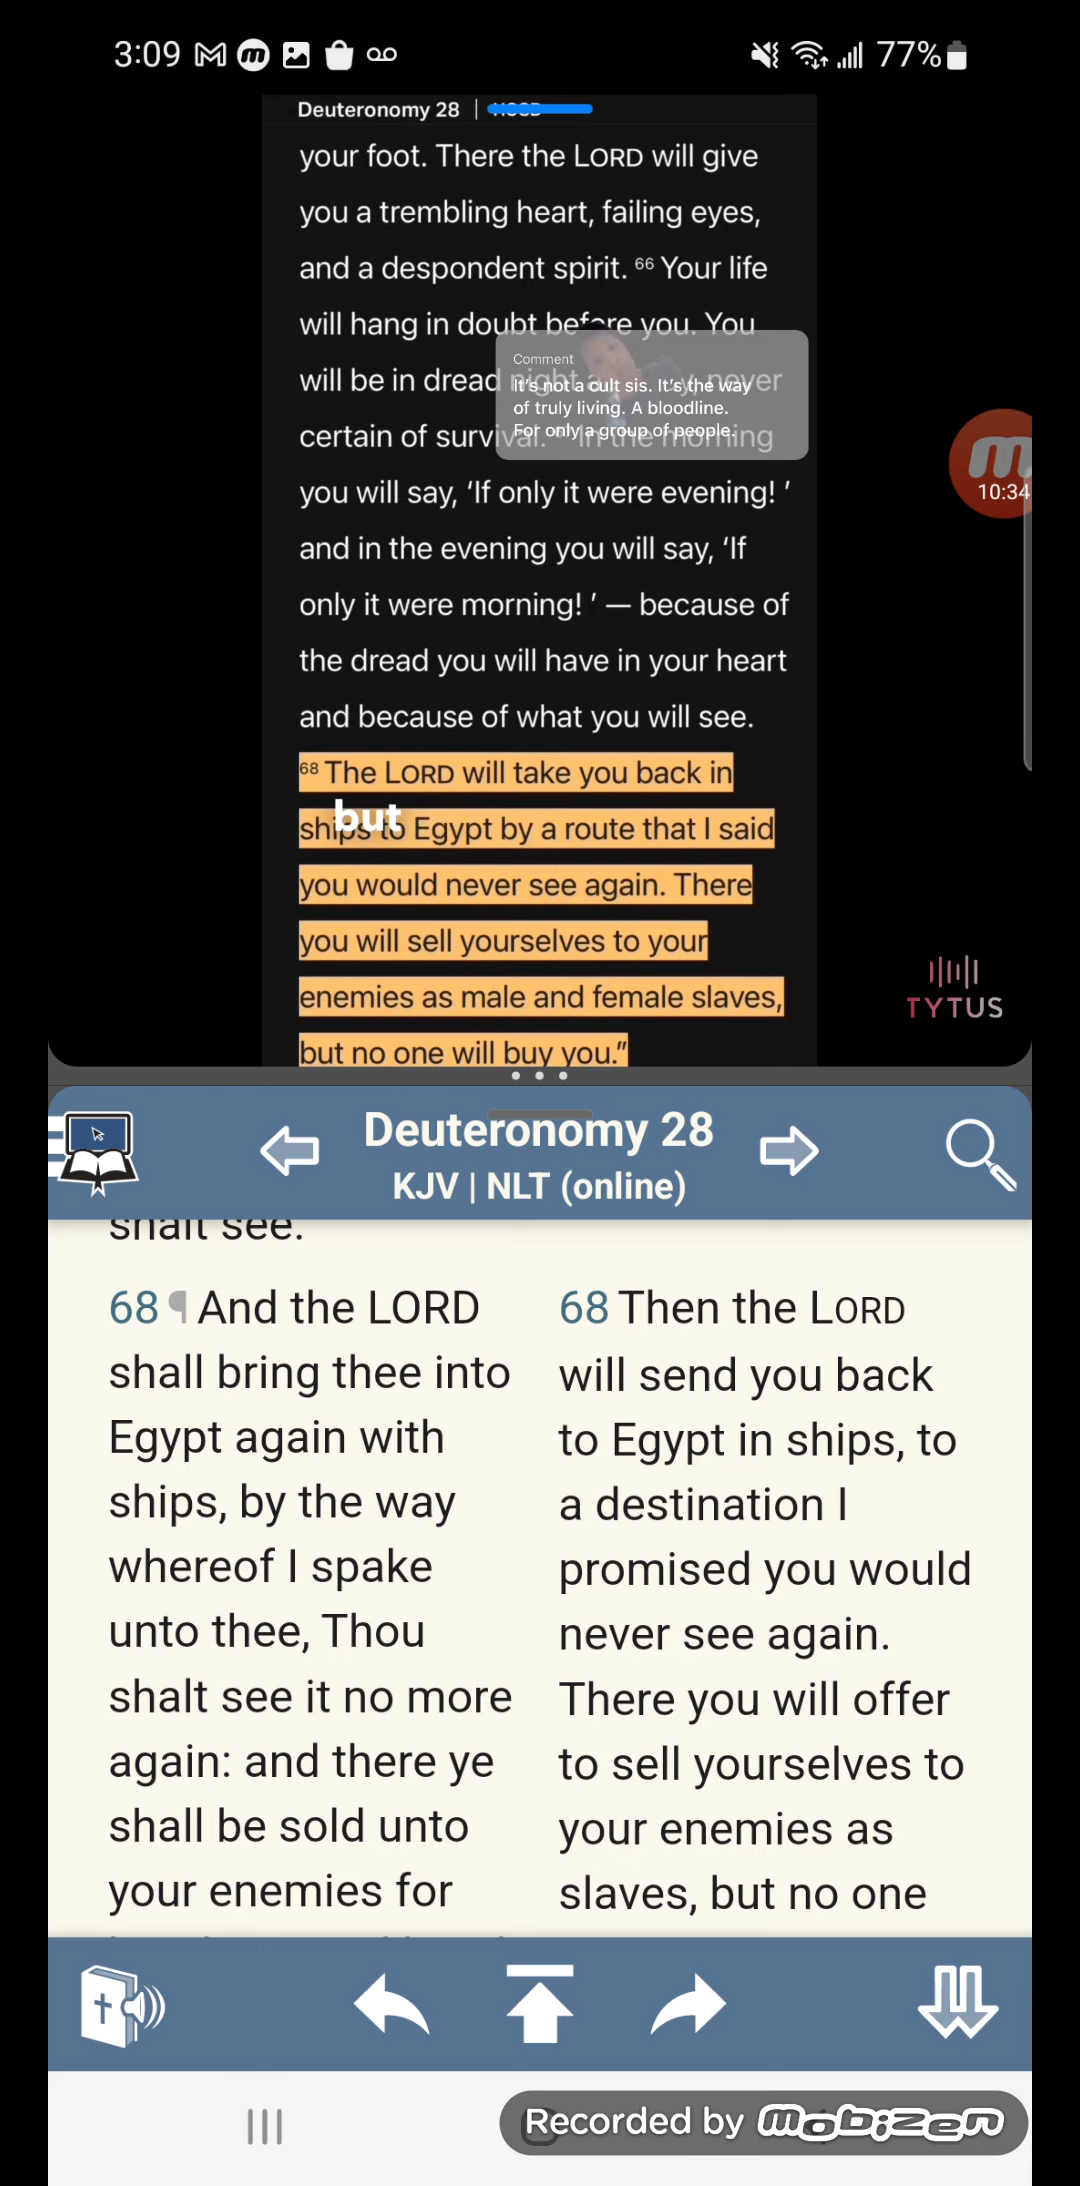 3:09
77%
Deuteronomy 28 | HCSB
your foot. There the LORD will give
you a trembling heart, failing eyes,
and a despondent spirit. 66 Your life
will hang in doubt before you. You
will be in dread night never
certain of survival. In the morning
Comment
It's not a cult sis. It's the way
of truly living. A bloodline.
For only a group of people.
you will say, ‘If only it were evening! ’
and in the evening you will say, ‘If
only it were morning! ’ — because of
the dread you will have in your heart
and because of what you will see.
68 The LORD will take you back in
ships to Egypt by a route that I said
but
you would never see again. There
you will sell yourselves to your
enemies as male and female slaves,
but no one will buy you.”
10:34
TYTUS
Deuteronomy 28
KJV | NLT (online)
shalt see.
68 ¶ And the LORD
shall bring thee into
Egypt again with
ships, by the way
whereof I spake
unto thee, Thou
shalt see it no more
again: and there ye
shall be sold unto
your enemies for
68 Then the LORD
will send you back
to Egypt in ships, to
a destination I
promised you would
never see again.
There you will offer
to sell yourselves to
your enemies as
slaves, but no one
Recorded by mobizen